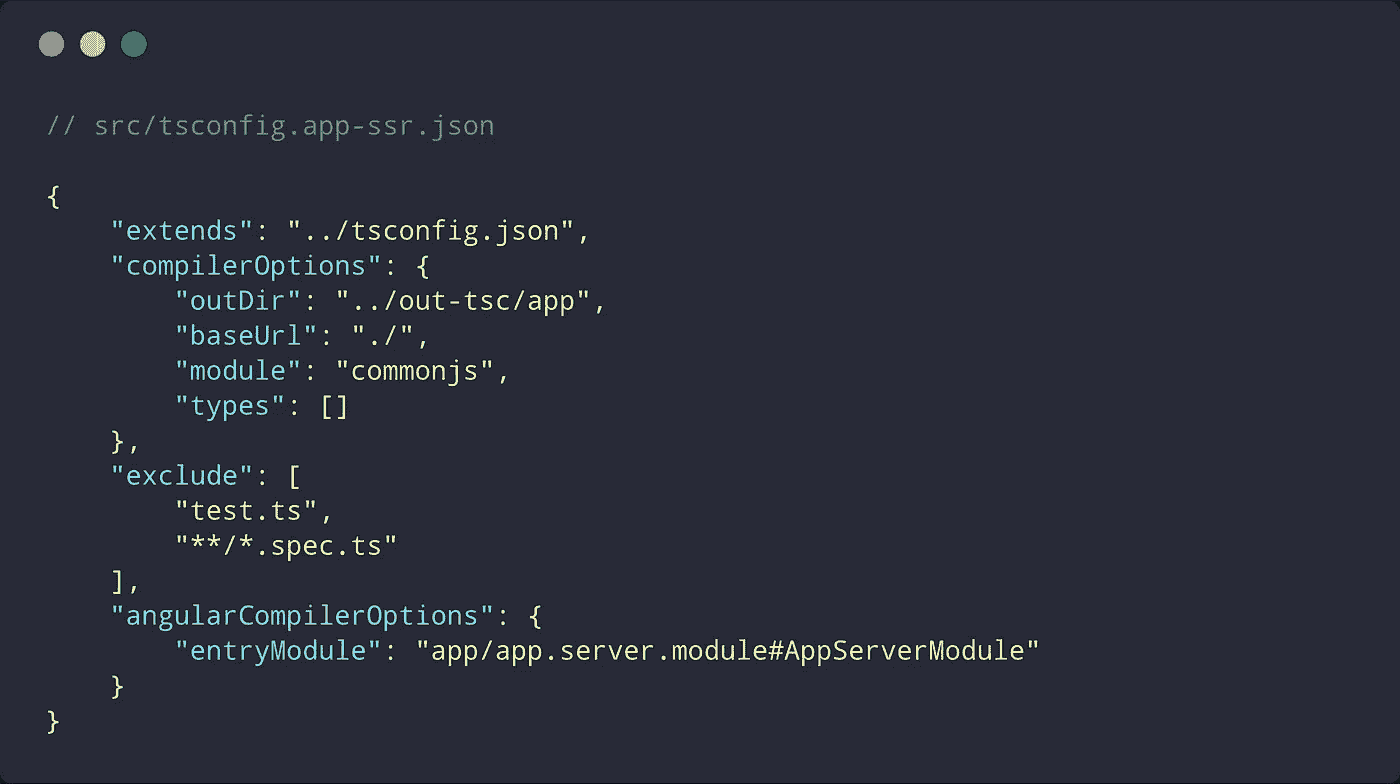 // src/tsconfig.app-ssr.json
{
    "extends": "../tsconfig.json",
    "compilerOptions": {
        "outDir": "../out-tsc/app",
        "baseUrl": "./",
        "module": "commonjs",
        "types": []
    },
    "exclude": [
        "test.ts",
        "**/*.spec.ts"
    ],
    "angularCompilerOptions": {
        "entryModule": "app/app.server.module#AppServerModule"
    }
}